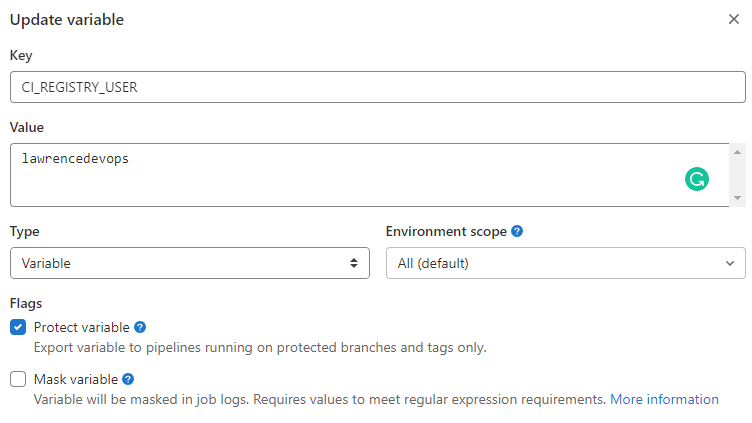 Update variable
Key
CI_REGISTRY_USER
Value
lawrencedevops
Type
Environment scope
Variable
All (default)
Flags
Protect variable
Export variable to pipelines running on protected branches and tags only.
Mask variable
Variable will be masked in job logs. Requires values to meet regular expression requirements. More information